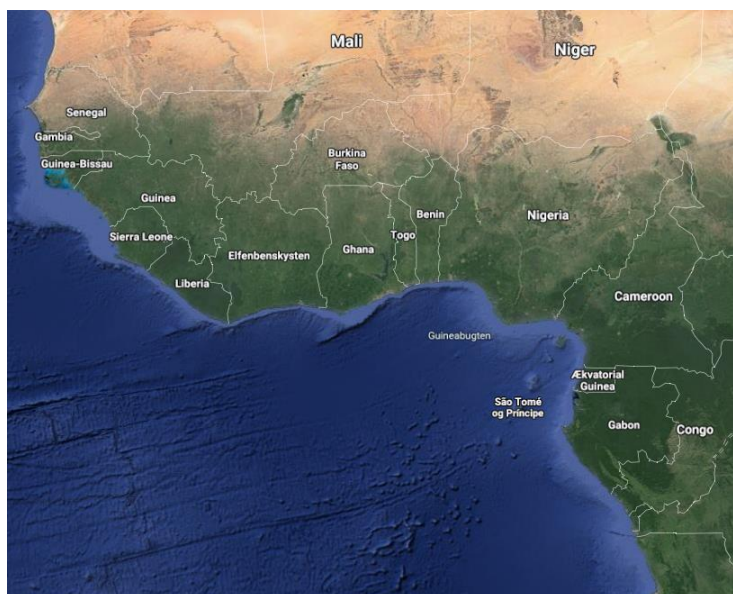 Mali
Niger
Senegal
Gambia
Guinea-Bissau
Burkina
Faso
Guinea
Benin
Nigeria
Togo
Sierra Leone
Elfenbenskysten
Ghana
Liberia
Cameroon
Guineabugten
Ækvatorial
Guinea
São Tomé
og Príncipe
Gabon
Congo